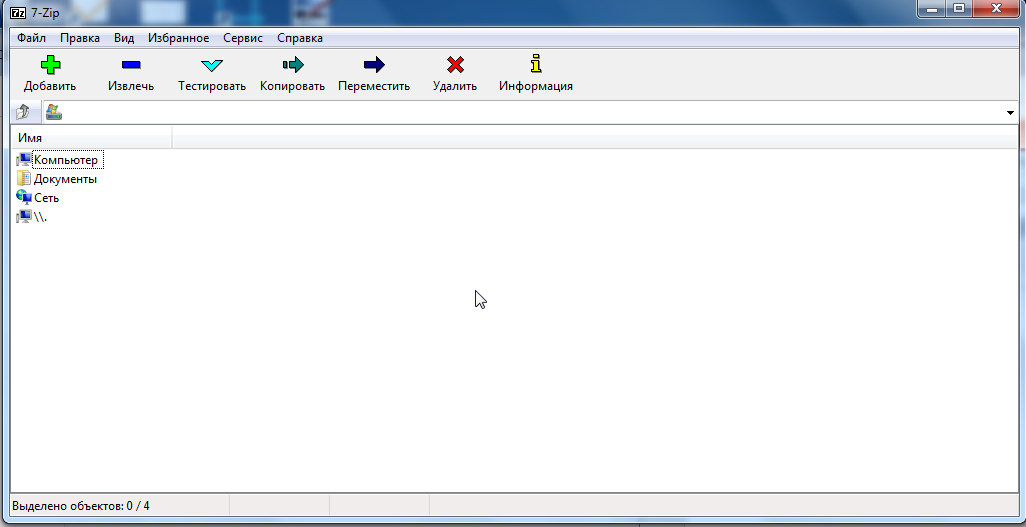 7-Zip
Файл Правка Вид Избранное Сервис Справка
Добавить Извлечь Тестировать Копировать Переместить Удалить Информация
Имя
Компьютер
Документы
Сеть
\\.
Выделено объектов: 0 / 4